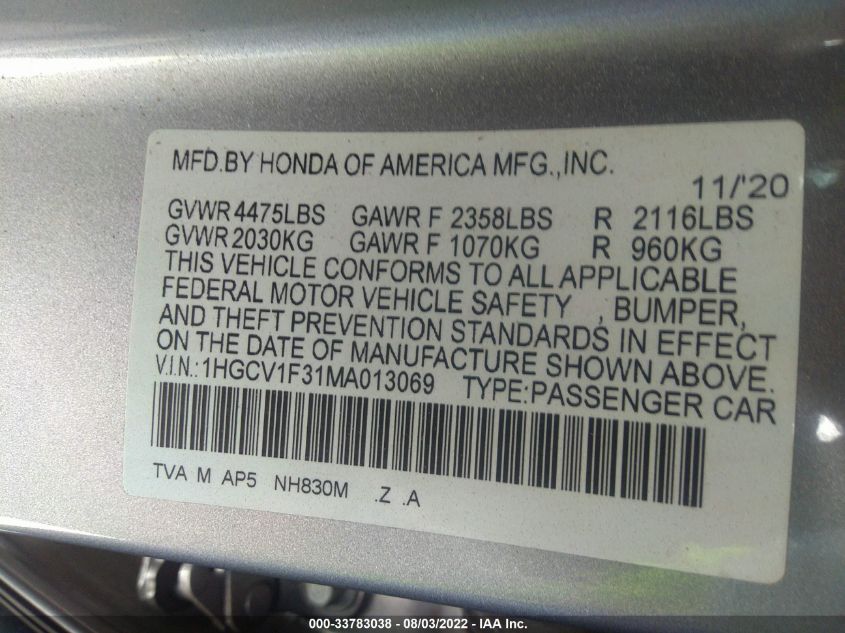 MFD.BY HONDA OF AMERICA MFG.,INC.
11/'20
GVWR 4475LBS GAWR F 2358LBS R 2116LBS
GVWR 2030KG GAWR F 1070KG R 960KG
THIS VEHICLE CONFORMS TO ALL APPLICABLE
FEDERAL MOTOR VEHICLE SAFETY , BUMPER,
AND THEFT PREVENTION STANDARDS IN EFFECT
ON THE DATE OF MANUFACTURE SHOWN ABOVE.
V.I.N.:1HGCV1F31MA013069 TYPE:PASSENGER CAR
TVA M AP5 NH830M .Z .A
000-33783038 - 08/03/2022 - IAA Inc.